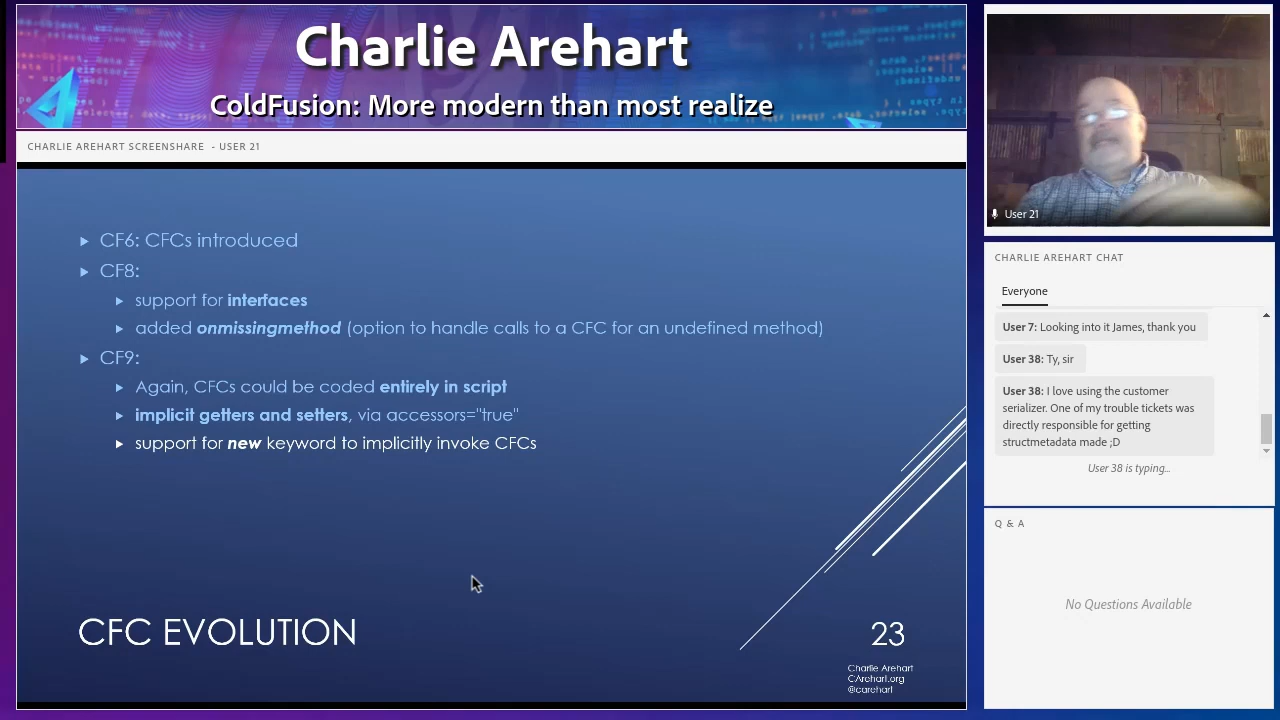 Charlie Arehart
ColdFusion: More modern than most realize
CHARLIE AREHART SCREENSHARE - USER 21
CF6: CFCs introduced
CF8:
support for interfaces
added onmissingmethod (option to handle calls to a CFC for an undefined method)
CF9:
Again, CFCs could be coded entirely in script
implicit getters and setters, via accessors="true"
support for new keyword to implicitly invoke CFCs
CFC EVOLUTION
23
Charlie Arehart
CArehart.org
@carehart
User 21
CHARLIE AREHART CHAT
Everyone
User 7: Looking into it James, thank you
User 38: Ty, sir
User 38: I love using the customer
serializer. One of my trouble tickets was
directly responsible for getting
structmetadata made ;D
User 38 is typing...
Q & A
No Questions Available